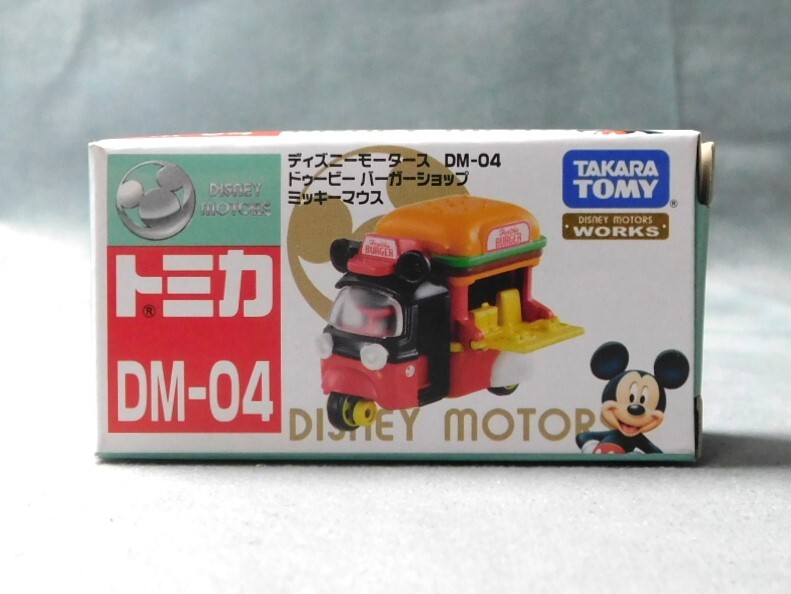 DISNEY
MOTORS
トミカ®
DM-04
ディズニーモータース DM-04
ドゥービー バーガーショップ
ミッキーマウス
TAKARA
TOMY®
DISNEY MOTORS
WORKS
BURGER
BURGER
DISNEY MOTORS